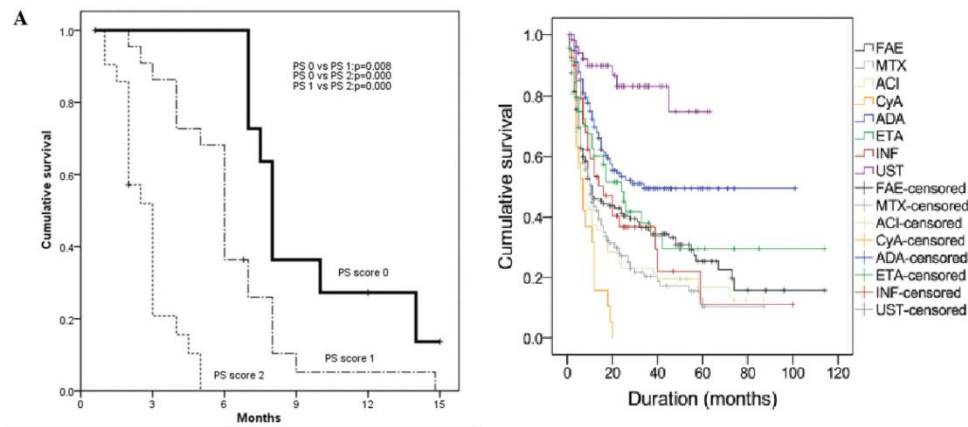 A
Cumulative survival
1.0
0.8
0.6
0.4
0.2
0.0
PS 0 vs PS 1:p=0.008
PS 0 vs PS 2:p=0.000
PS 1 vs PS 2:p=0.000
PS score 0
PS score 1
PS score 2
0
3
6
9
12
15
Months
Cumulative survival
1.0
0.8
0.6
0.4
0.2
0.0
0
20
40
60
80
100
120
Duration (months)
FAE
MTX
ACI
CyA
ADA
ETA
INF
UST
FAE-censored
MTX-censored
ACI-censored
CyA-censored
ADA-censored
ETA-censored
INF-censored
UST-censored